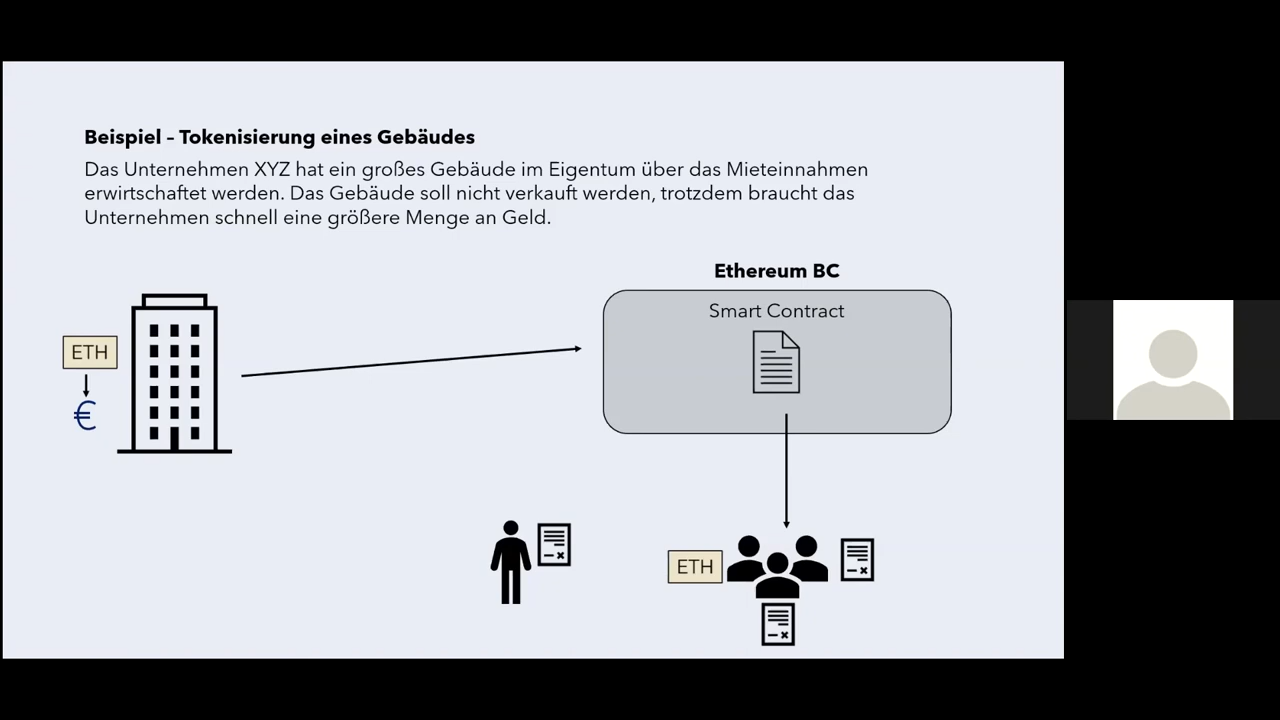 Beispiel – Tokenisierung eines Gebäudes
Das Unternehmen XYZ hat ein großes Gebäude im Eigentum über das Mieteinnahmen
erwirtschaftet werden. Das Gebäude soll nicht verkauft werden, trotzdem braucht das
Unternehmen schnell eine größere Menge an Geld.
Ethereum BC
Smart Contract
ETH
€
ETH